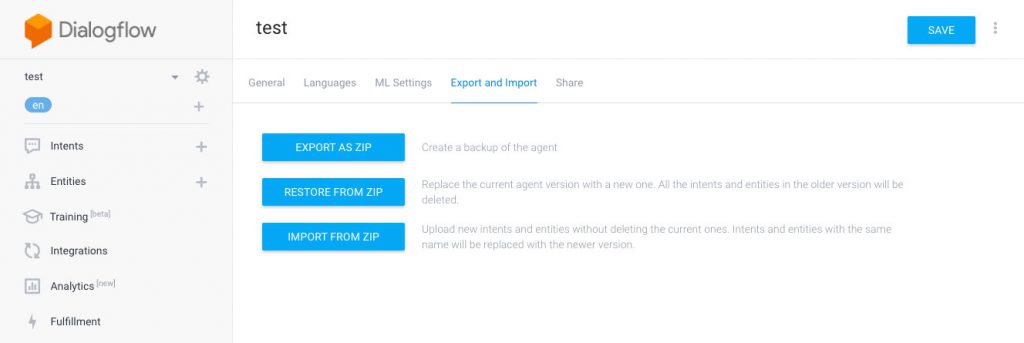 Dialogflow
test
en
Intents
Entities
Training [beta]
Integrations
Analytics [new]
Fulfillment
test
SAVE
General Languages ML Settings Export and Import Share
EXPORT AS ZIP Create a backup of the agent
RESTORE FROM ZIP Replace the current agent version with a new one. All the intents and entities in the older version will be
deleted.
IMPORT FROM ZIP Upload new intents and entities without deleting the current ones. Intents and entities with the same
name will be replaced with the newer version.